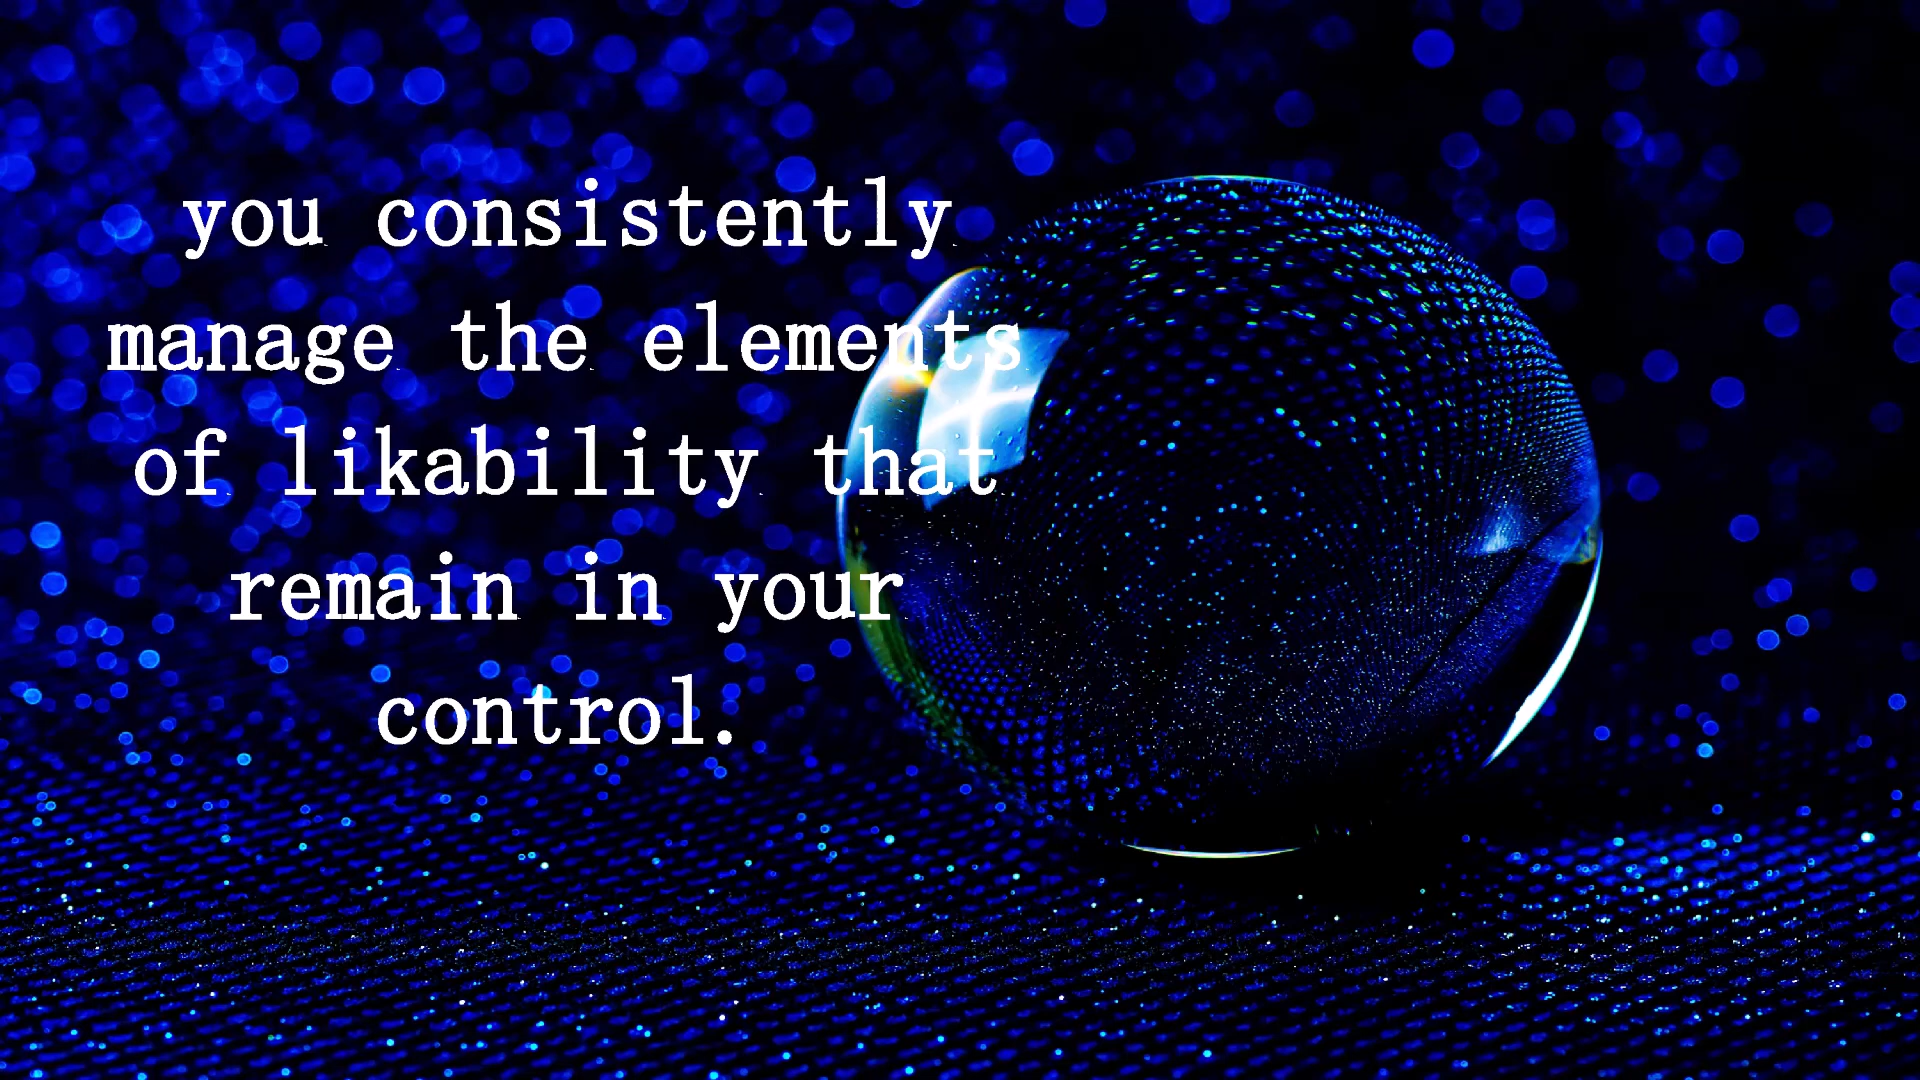 you consistently
manage the elements
of likability that
remain in your
control.